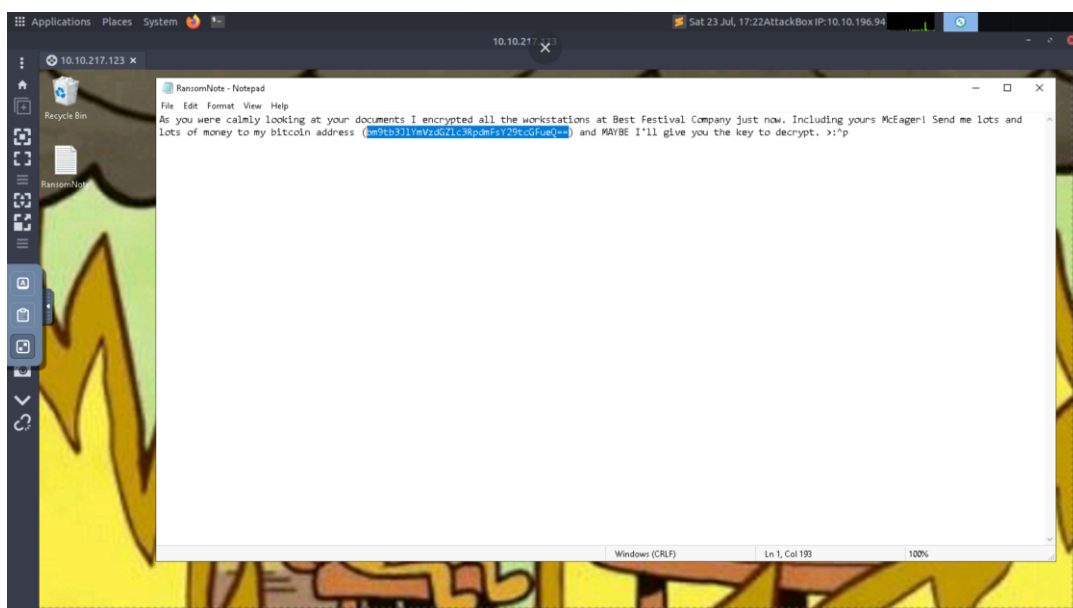 Applications Places System
Sat 23 Jul, 17:22 AttackBox IP:10.10.196.94
10.10.217.123
10.10.217.123
Recycle Bin
RansomNote
RansomNote - Notepad
File Edit Format View Help
As you were calmly looking at your documents I encrypted all the workstations at Best Festival Company just now. Including yours McEager! Send me lots and
lots of money to my bitcoin address (bm9tb3JlYmVzdGZlc3RpdmFsY29tcGFueQ==) and MAYBE I'll give you the key to decrypt. >:^p
Windows (CRLF) Ln 1, Col 193 100%